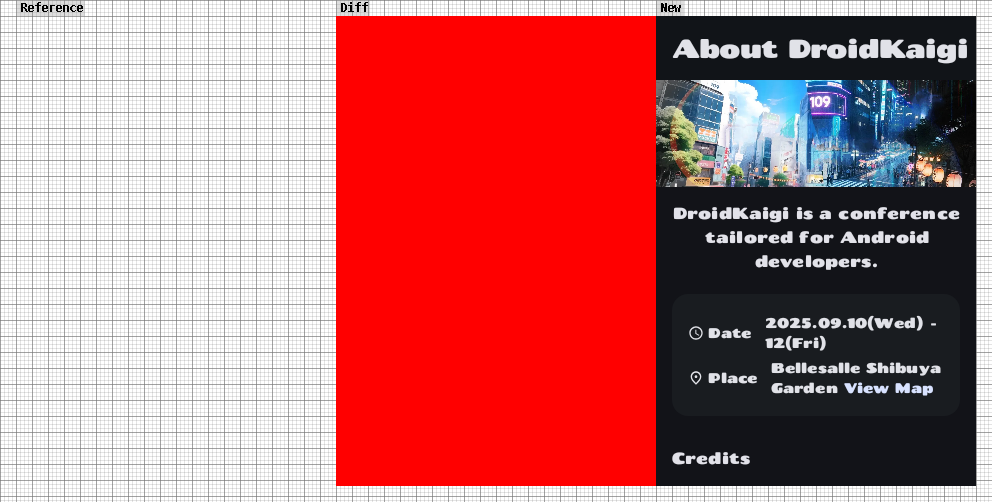 Reference
Diff
New
About DroidKaigi
109
109
DroidKaigi is a conference
tailored for Android
developers.
Date
2025.09.10(Wed) -
12(Fri)
Place
Bellesalle Shibuya
Garden View Map
Credits